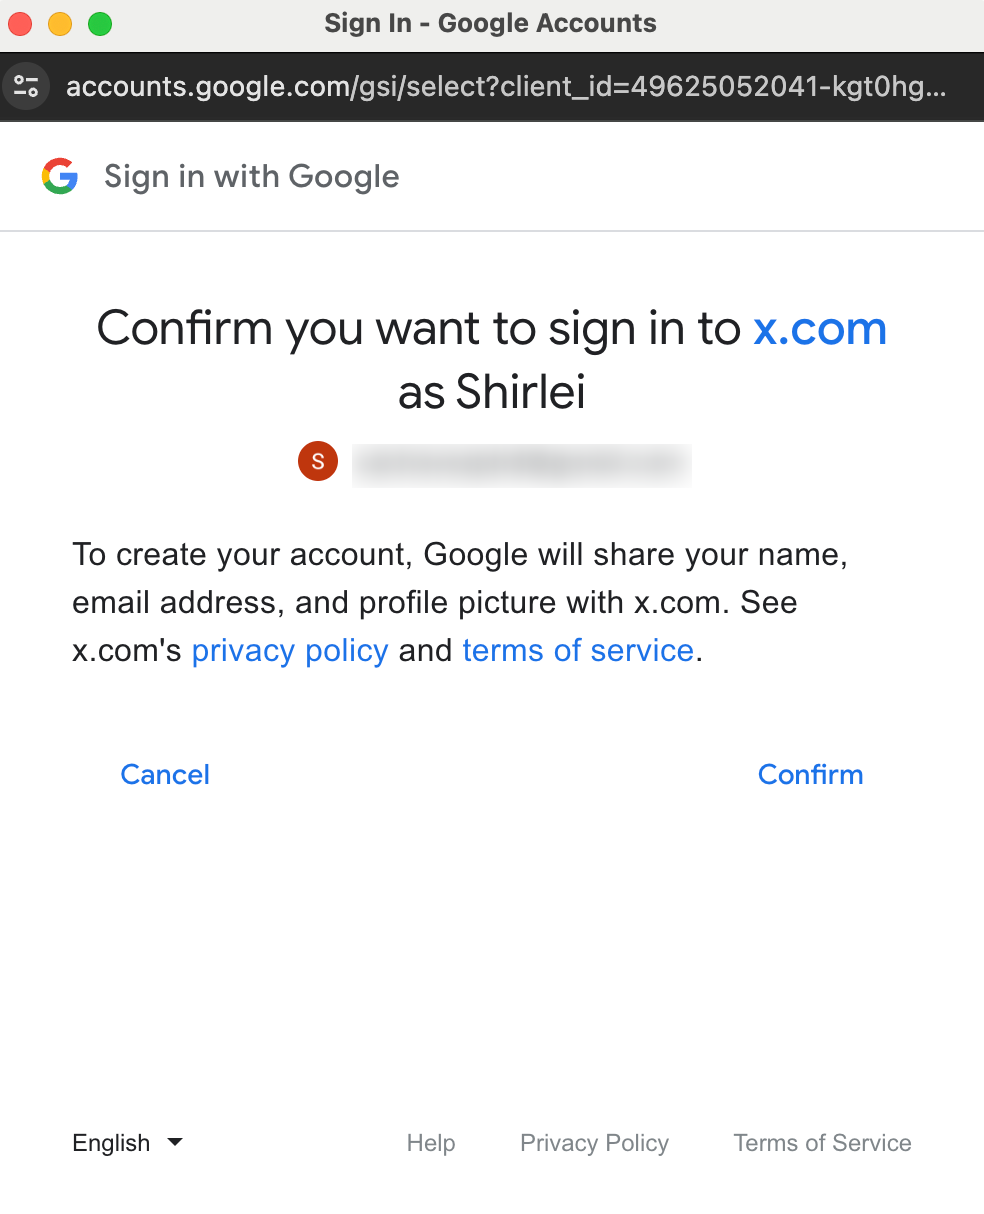 Sign In - Google Accounts
accounts.google.com/gsi/select?client_id=49625052041-kgt0hg...
Sign in with Google
Confirm you want to sign in to x.com
as Shirlei
S
To create your account, Google will share your name,
email address, and profile picture with x.com. See
x.com's privacy policy and terms of service.
Cancel Confirm
English Help Privacy Policy Terms of Service